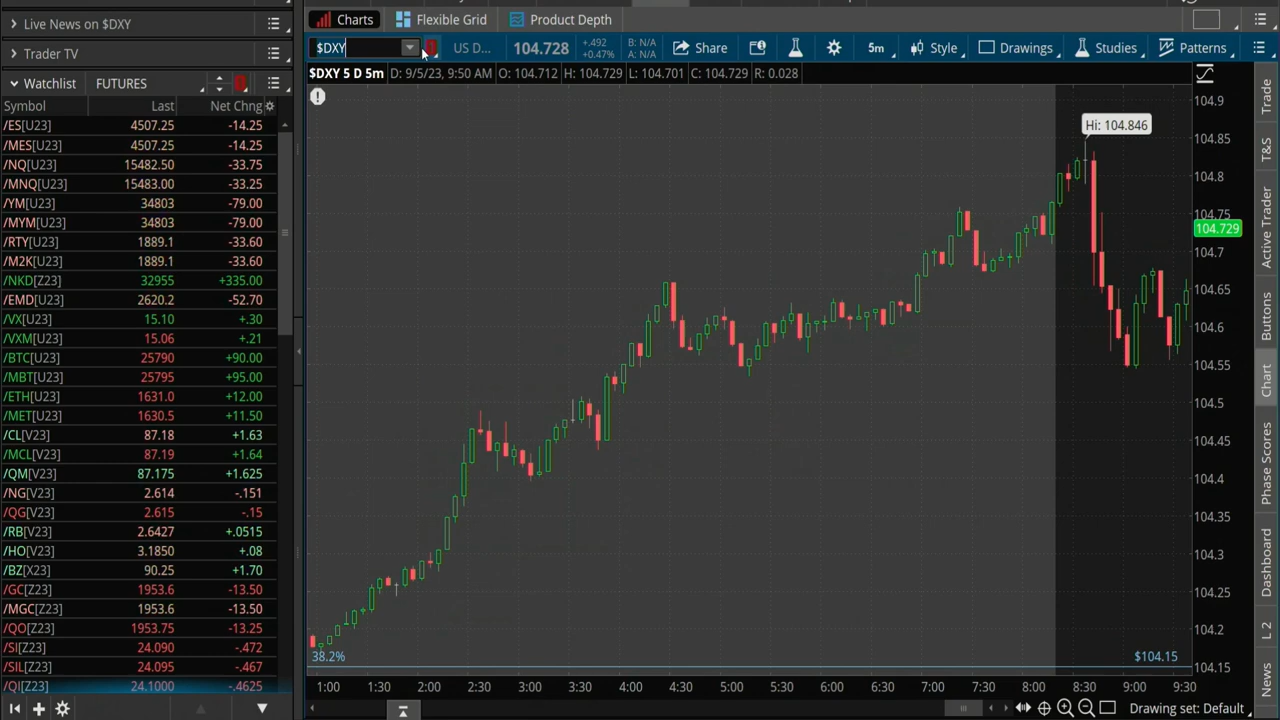 Live News on $DXY
Trader TV
Watchlist FUTURES
Symbol Last Net Chng
/ES[U23] 4507.25 -14.25
/MES[U23] 4507.25 -14.25
/NQ[U23] 15482.50 -33.75
/MNQ[U23] 15483.00 -33.25
/YM[U23] 34803 -79.00
/MYM[U23] 34803 -79.00
/RTY[U23] 1889.1 -33.60
/M2K[U23] 1889.1 -33.60
/NKD[Z23] 32955 +335.00
/EMD[U23] 2620.2 -52.70
/VX[U23] 15.10 +.30
/VXM[U23] 15.06 +.21
/BTC[U23] 25790 +90.00
/MBT[U23] 25795 +95.00
/ETH[U23] 1631.0 +12.00
/MET[U23] 1630.5 +11.50
/CL[V23] 87.18 +1.63
/MCL[V23] 87.19 +1.64
/QM[V23] 87.175 +1.625
/NG[V23] 2.614 -.151
/QG[V23] 2.615 -.15
/RB[V23] 2.6427 +.0515
/HO[V23] 3.1850 +.08
/BZ[X23] 90.25 +1.70
/GC[Z23] 1953.6 -13.50
/MGC[Z23] 1953.6 -13.50
/QO[Z23] 1953.75 -13.25
/SI[Z23] 24.090 -.472
/SIL[Z23] 24.095 -.467
/QI[Z23] 24.1000 -.4625
Charts Flexible Grid Product Depth
$DXY US D... 104.728 +.492 +0.47% B: N/A A: N/A Share 5m Style Drawings Studies Patterns
$DXY 5 D 5m D: 9/5/23, 9:50 AM O: 104.712 H: 104.729 L: 104.701 C: 104.729 R: 0.028
Hi: 104.846
104.9
104.85
104.8
104.75
104.729
104.7
104.65
104.6
104.55
104.5
104.45
104.4
104.35
104.3
104.25
104.2
104.15
38.2% $104.15
1:00 1:30 2:00 2:30 3:00 3:30 4:00 4:30 5:00 5:30 6:00 6:30 7:00 7:30 8:00 8:30 9:00 9:30
Drawing set: Default
Trade
T&S
Active Trader
Buttons
Chart
Phase Scores
Dashboard
L 2
News